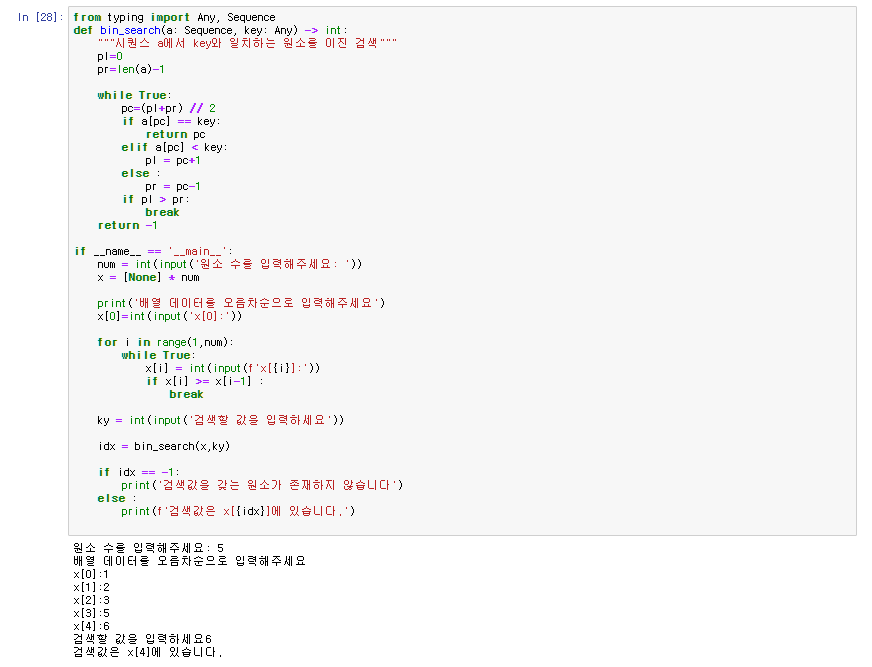 In [28]:
from typing import Any, Sequence
def bin_search(a: Sequence, key: Any) -> int:
    """시퀀스 a에서 key와 일치하는 원소를 이진 검색"""
    pl=0
    pr=len(a)-1

    while True:
        pc=(pl+pr) // 2
        if a[pc] == key:
            return pc
        elif a[pc] < key:
            pl = pc+1
        else :
            pr = pc-1
        if pl > pr:
            break
    return -1

if __name__ == '__main__':
    num = int(input('원소 수를 입력해주세요: '))
    x = [None] * num

    print('배열 데이터를 오름차순으로 입력해주세요')
    x[0]=int(input('x[0]:'))

    for i in range(1,num):
        while True:
            x[i] = int(input(f'x[{i}]:'))
            if x[i] >= x[i-1] :
                break

    ky = int(input('검색할 값을 입력하세요'))

    idx = bin_search(x,ky)

    if idx == -1:
        print('검색값을 갖는 원소가 존재하지 않습니다')
    else :
        print(f'검색값은 x[{idx}]에 있습니다.')

원소 수를 입력해주세요: 5
배열 데이터를 오름차순으로 입력해주세요
x[0]:1
x[1]:2
x[2]:3
x[3]:5
x[4]:6
검색할 값을 입력하세요6
검색값은 x[4]에 있습니다.